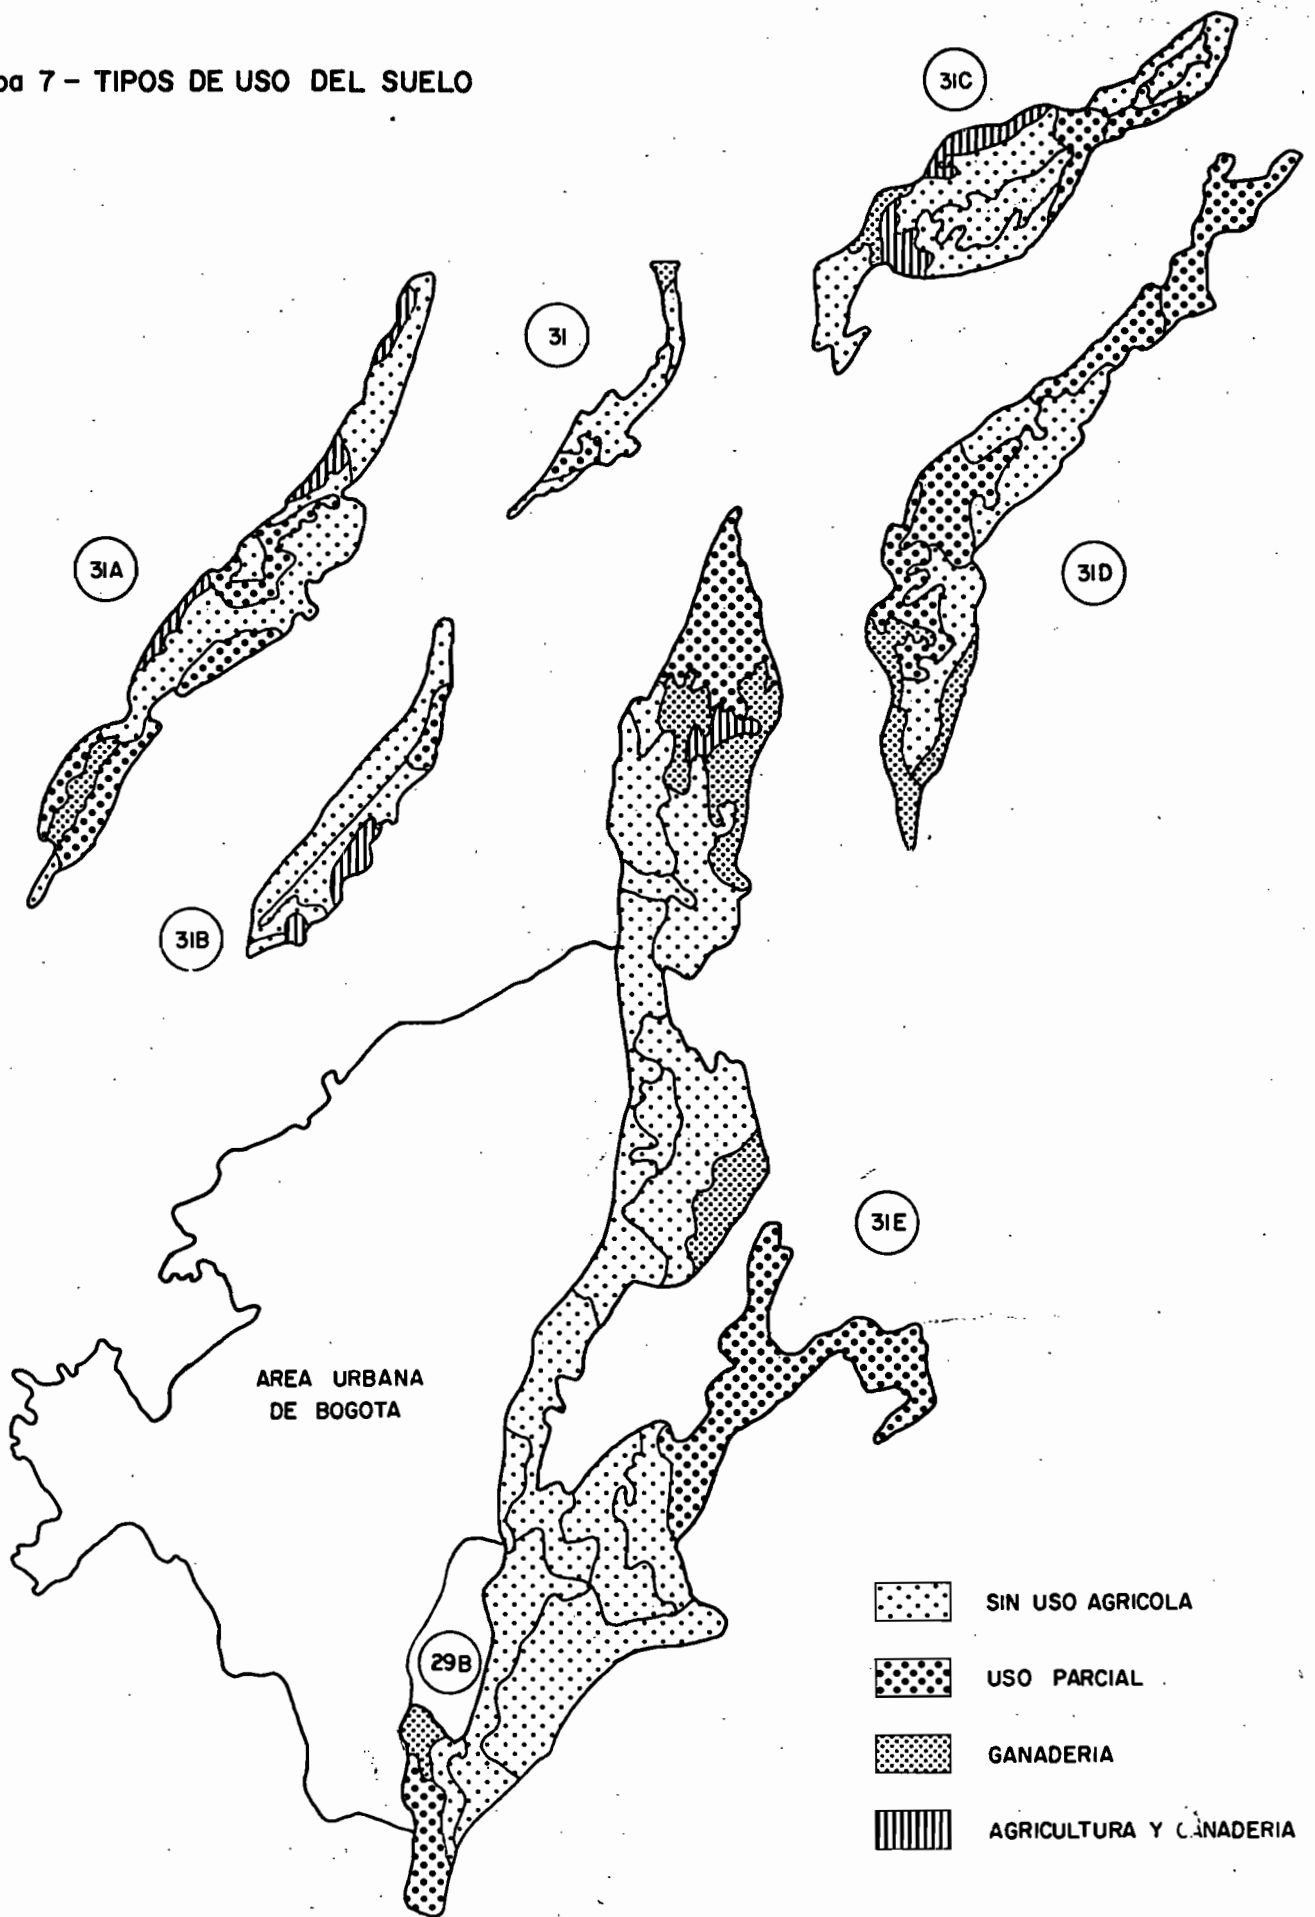 pa 7 - TIPOS DE USO DEL SUELO
31C
31
31A
31D
31B
31E
AREA URBANA
DE BOGOTA
29B
SIN USO AGRICOLA
USO PARCIAL
GANADERIA
AGRICULTURA Y GANADERIA